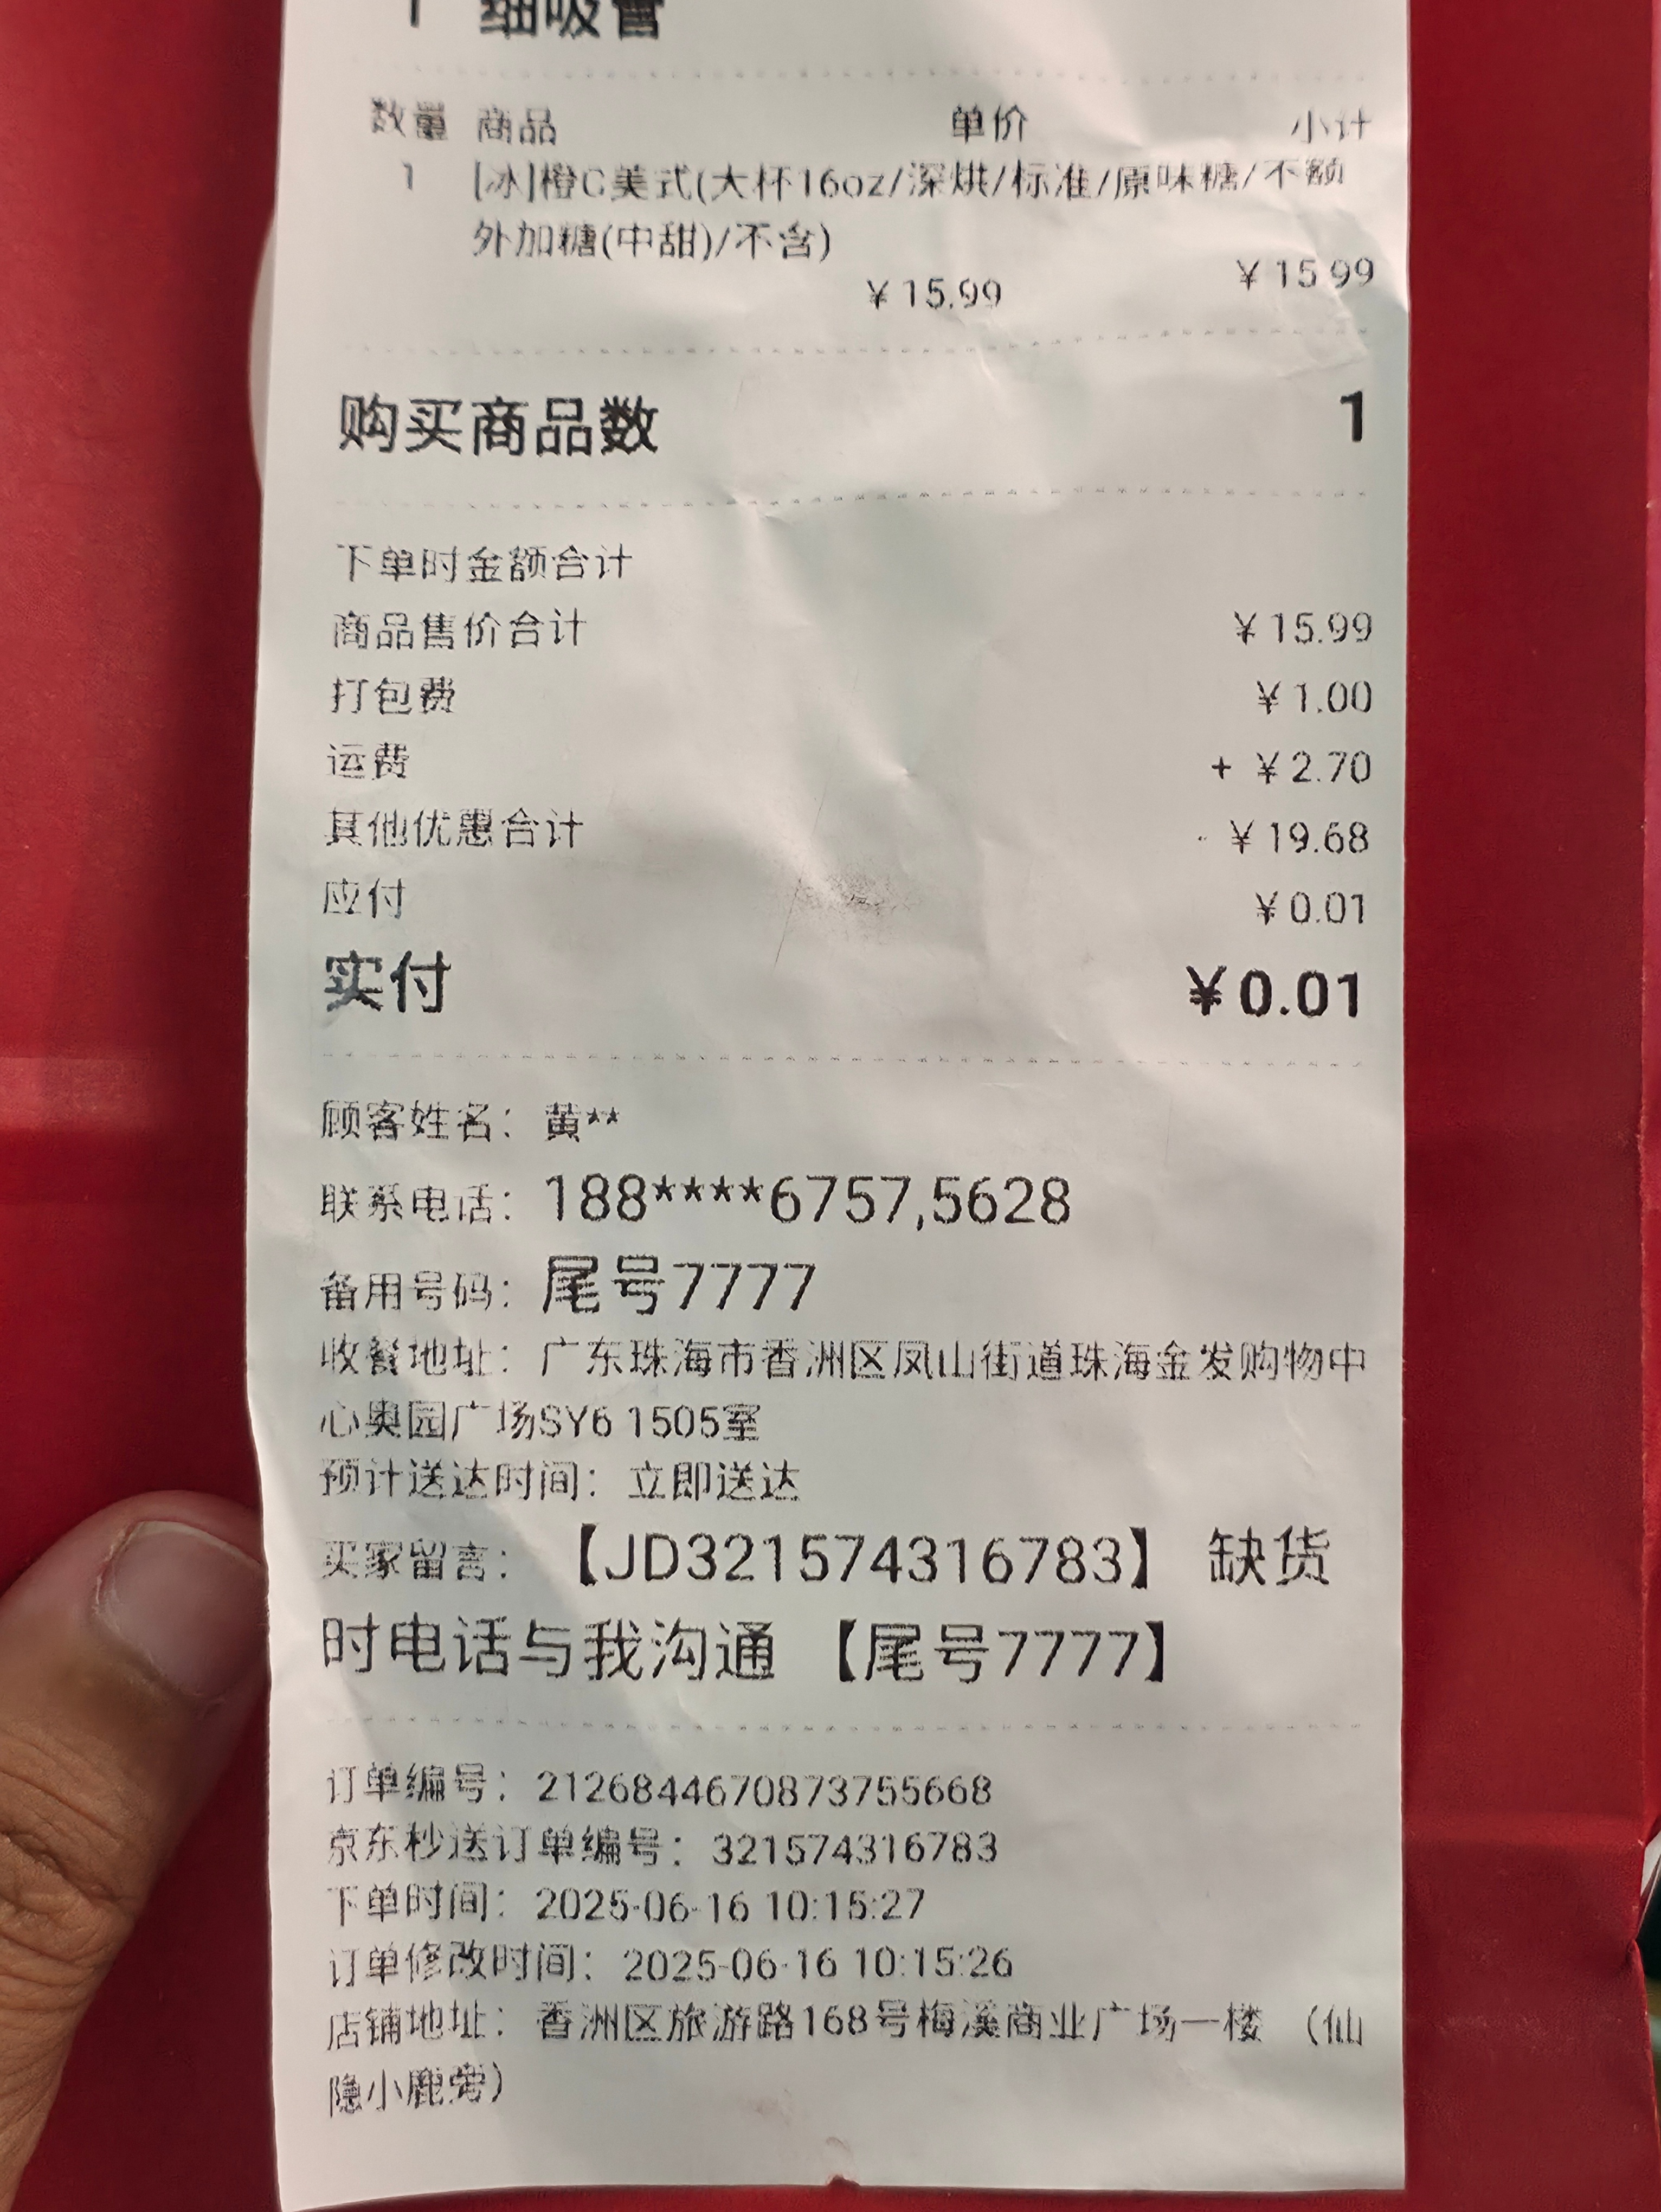 1 细吸管
数量 商品 单价 小计
1 [冰]橙C美式(大杯16oz/深烘/标准/原味糖/不额
外加糖(中甜)/不含)
￥15.99 ￥15.99
购买商品数 1
下单时金额合计
商品售价合计 ￥15.99
打包费 ￥1.00
运费 + ￥2.70
其他优惠合计 - ￥19.68
应付 ￥0.01
实付 ￥0.01
顾客姓名：黄**
联系电话：188****6757,5628
备用号码：尾号7777
收餐地址：广东珠海市香洲区凤山街道珠海金发购物中
心奥园广场SY6 1505室
预计送达时间：立即送达
买家留言：【JD321574316783】 缺货
时电话与我沟通 【尾号7777】
订单编号：2126844670873755668
京东秒送订单编号：321574316783
下单时间：2025-06-16 10:15:27
订单修改时间：2025-06-16 10:15:26
店铺地址：香洲区旅游路168号梅溪商业广场一楼 （仙
隐小鹿旁）